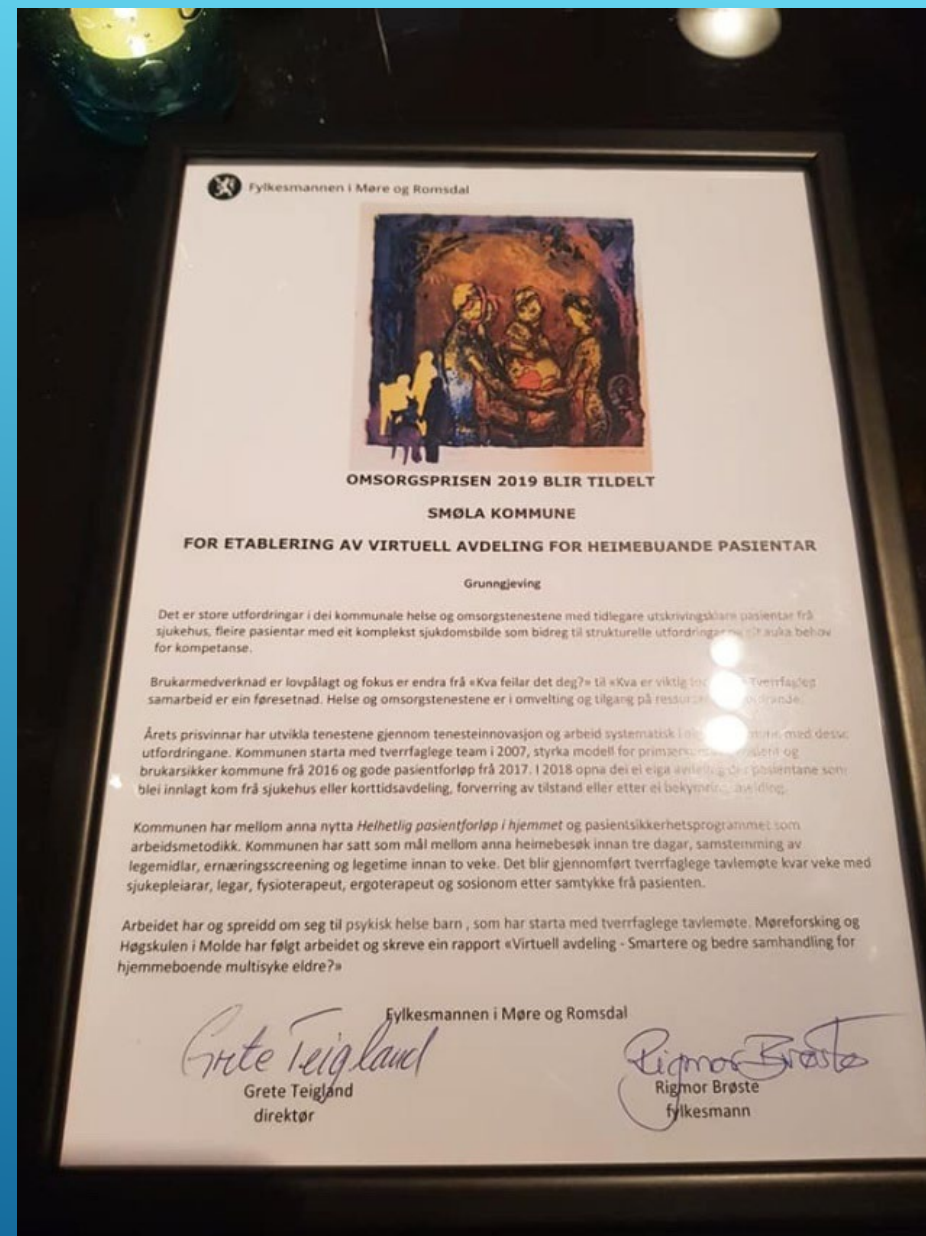 Fylkesmannen i Møre og Romsdal
OMSORGSPRISEN 2019 BLIR TILDELT
SMØLA KOMMUNE
FOR ETABLERING AV VIRTUELL AVDELING FOR HEIMEBUANDE PASIENTAR
Grunngjeving
Det er store utfordringar i dei kommunale helse og omsorgstenestene med tidlegare utskrivingsklare pasientar frå
sjukehus, fleire pasientar med eit komplekst sjukdomsbilde som bidreg til strukturelle utfordringar auka behov
for kompetanse.
Brukarmedverknad er lovpålagt og fokus er endra frå «Kva feilar det deg?» til «Kva er viktig Tverrfagleg
samarbeid er ein føresetnad. Helse og omsorgstenestene er i omvelting og tilgang på
Årets prisvinnar har utvikla tenestene gjennom tenesteinnovasjon og arbeid systematisk i med desse
utfordringane. Kommunen starta med tverrfaglege team i 2007, styrka modell for og
brukarsikker kommune frå 2016 og gode pasientforløp frå 2017. I 2018 opna dei ei eiga pasientane som
blei innlagt kom frå sjukehus eller korttidsavdeling, forverring av tilstand eller etter ei
Kommunen har mellom anna nytta Helhetlig pasientforløp i hjemmet og pasientsikkerhetsprogrammet som
arbeidsmetodikk. Kommunen har satt som mål mellom anna heimebesøk innan tre dagar, samstemming av
legemidlar, ernæringsscreening og legetime innan to veke. Det blir gjennomført tverrfaglege tavlemøte kvar veke med
sjukepleiarar, legar, fysioterapeut, ergoterapeut og sosionom etter samtykke frå pasienten.
Arbeidet har og spreidd om seg til psykisk helse barn , som har starta med tverrfaglege tavlemøte. Møreforsking og
Høgskulen i Molde har følgt arbeidet og skreve ein rapport «Virtuell avdeling - Smartere og bedre samhandling for
hjemmeboende multisyke eldre?»
Fylkesmannen i Møre og Romsdal
Grete Teigland Rigmor Brøste
Grete Teigland Rigmor Brøste
direktør fylkesmann